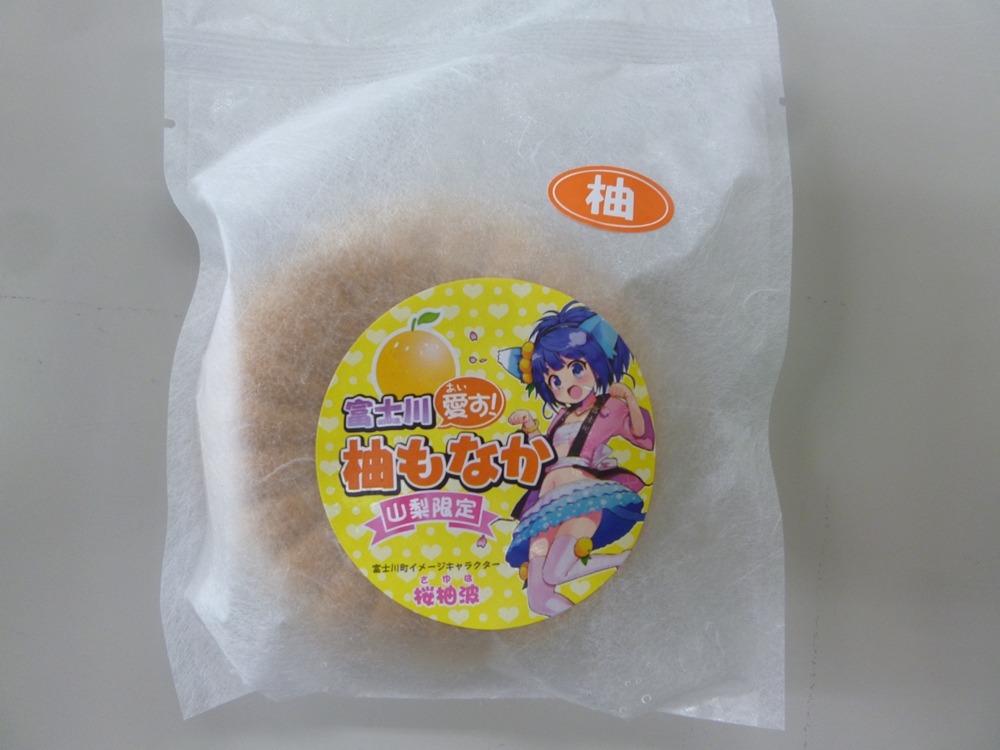 柚
富士川
あい
愛す!
柚もなか
山梨限定
富士川町イメージキャラクター
さゆは
桜柚波